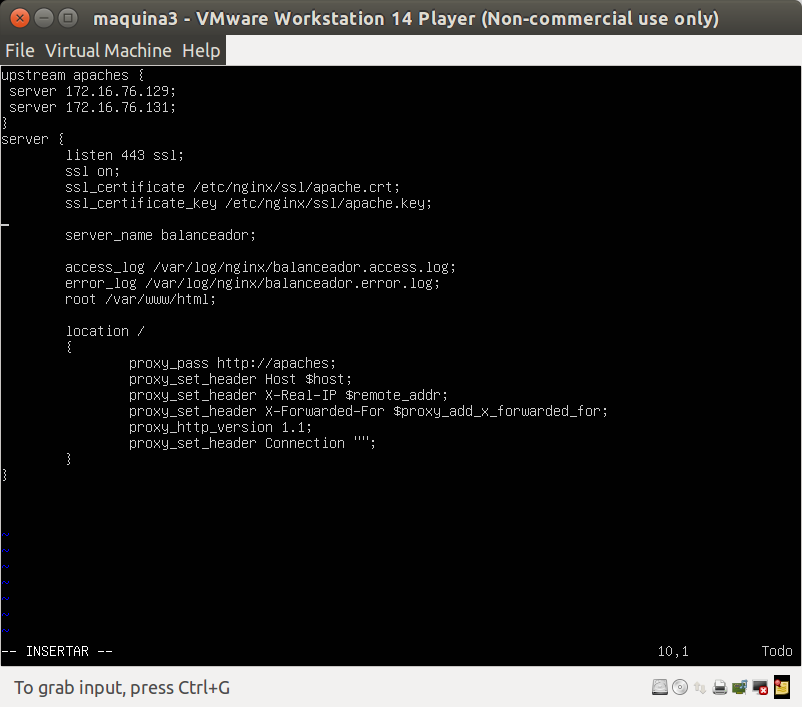 maquina3 - VMware Workstation 14 Player (Non-commercial use only)
File Virtual Machine Help
upstream apaches {
 server 172.16.76.129;
 server 172.16.76.131;
}
server {
        listen 443 ssl;
        ssl on;
        ssl_certificate /etc/nginx/ssl/apache.crt;
        ssl_certificate_key /etc/nginx/ssl/apache.key;
        server_name balanceador;
        access_log /var/log/nginx/balanceador.access.log;
        error_log /var/log/nginx/balanceador.error.log;
        root /var/www/html;
        location /
        {
                proxy_pass http://apaches;
                proxy_set_header Host $host;
                proxy_set_header X-Real-IP $remote_addr;
                proxy_set_header X-Forwarded-For $proxy_add_x_forwarded_for;
                proxy_http_version 1.1;
                proxy_set_header Connection "";
        }
}
~
~
~
~
~
~
~
-- INSERTAR -- 10,1 Todo
To grab input, press Ctrl+G